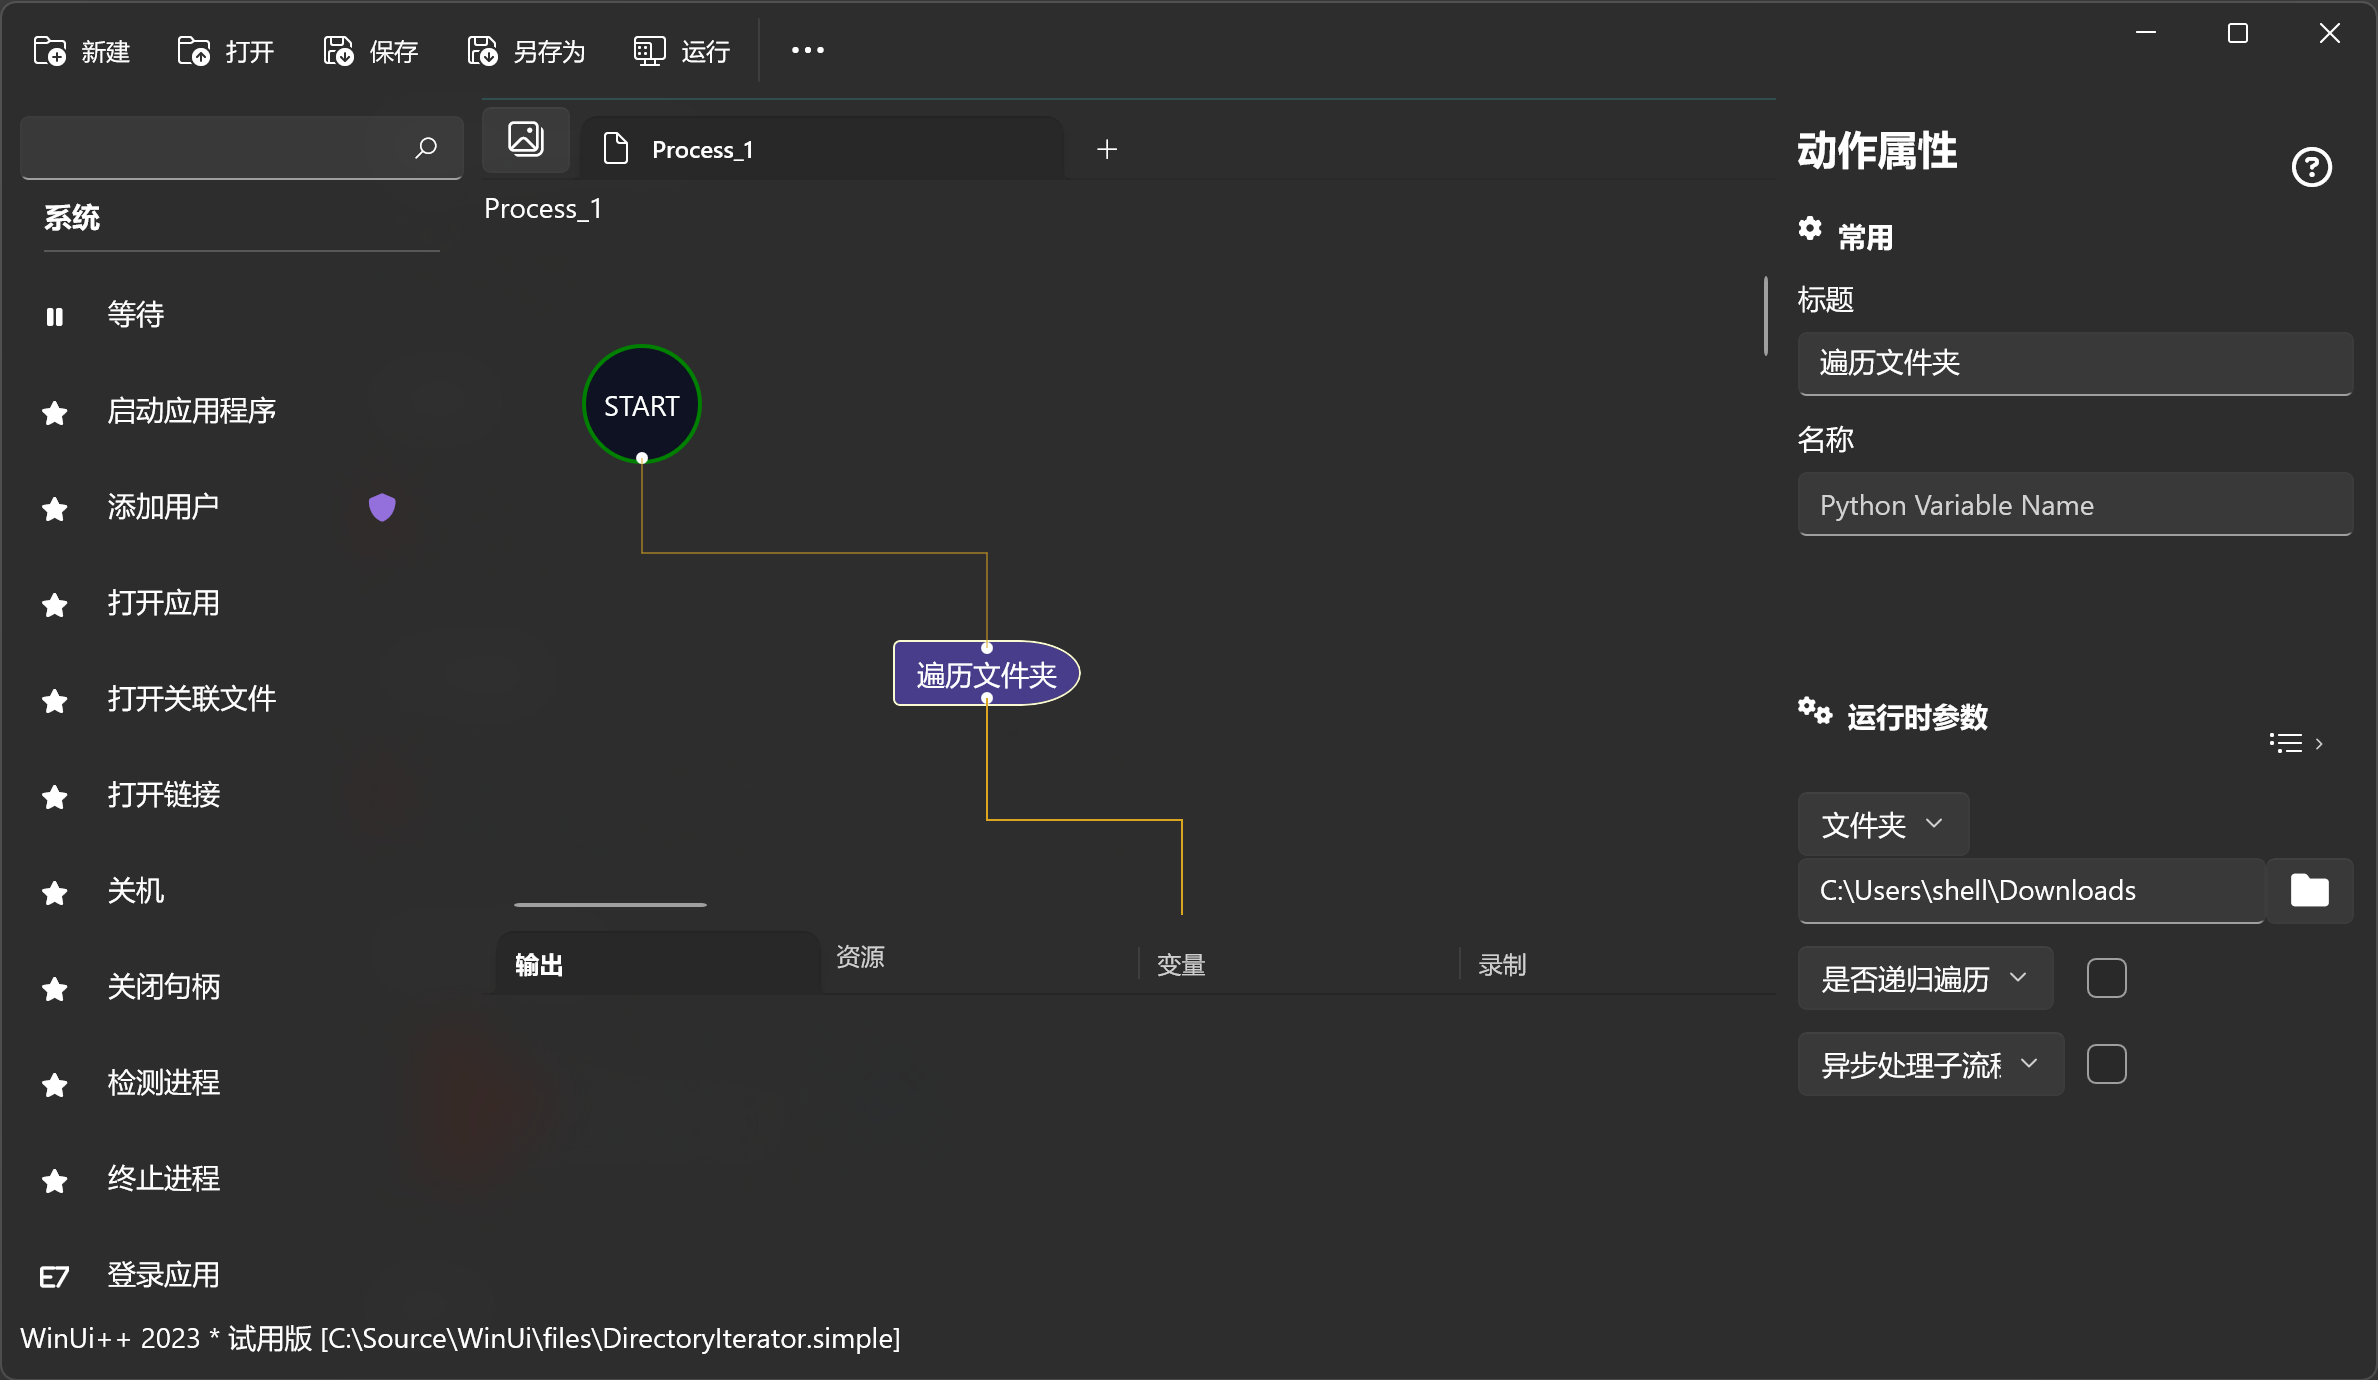 新建
打开
保存
另存为
运行
Process_1
Process_1
系统
等待
启动应用程序
添加用户
打开应用
打开关联文件
打开链接
关机
关闭句柄
检测进程
终止进程
登录应用
START
遍历文件夹
输出
资源
变量
录制
动作属性
常用
标题
遍历文件夹
名称
Python Variable Name
运行时参数
文件夹
C:\Users\shell\Downloads
是否递归遍历
异步处理子流
WinUi++ 2023 * 试用版 [C:\Source\WinUi\files\DirectoryIterator.simple]